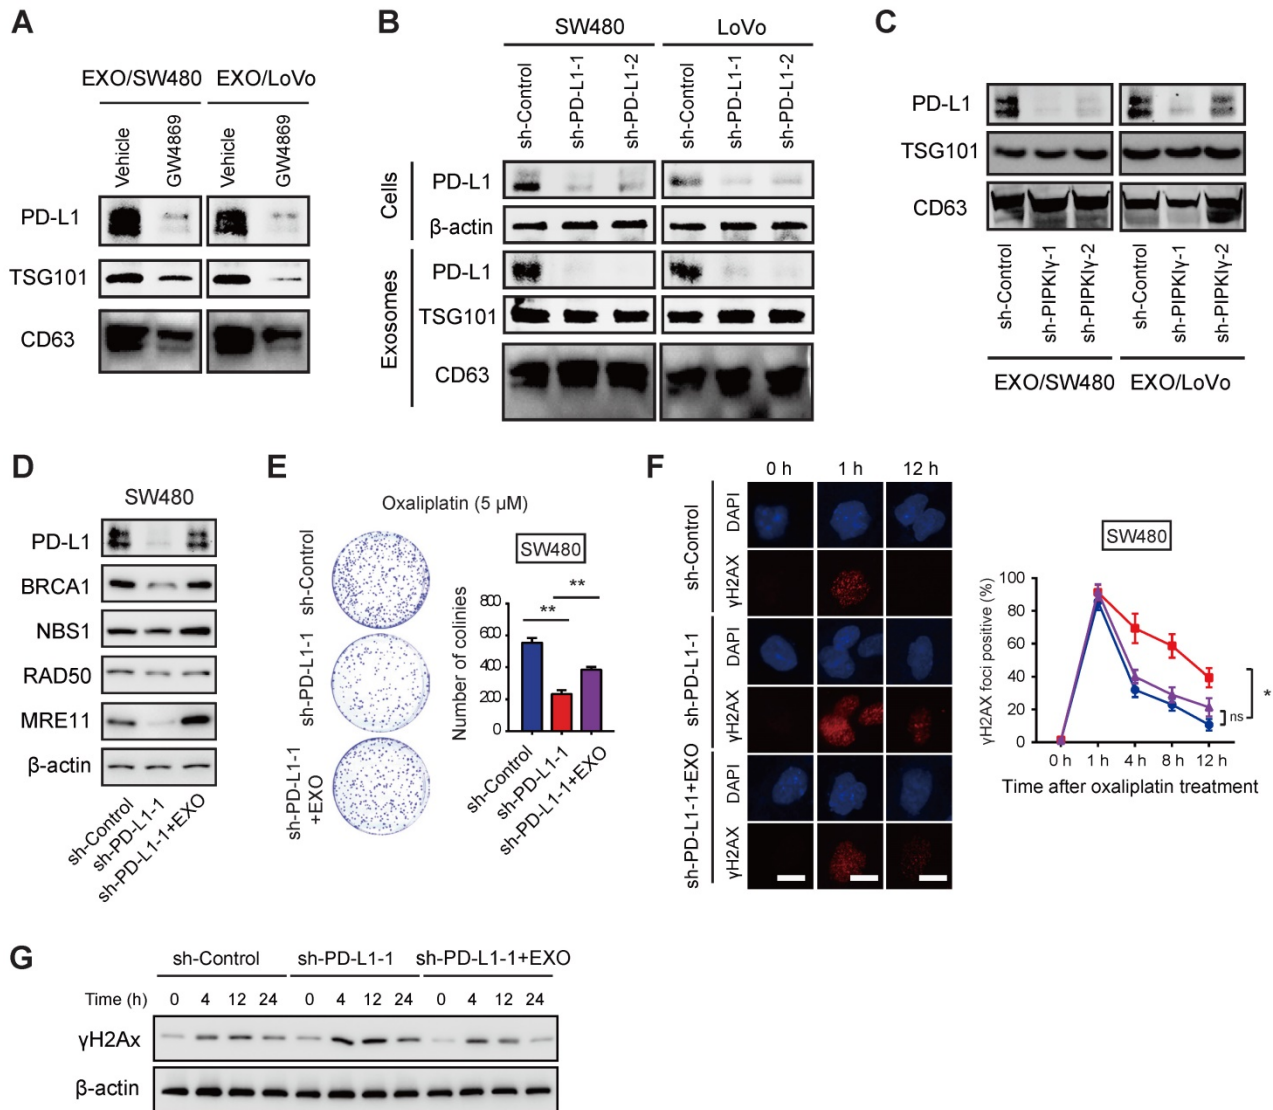 A
EXO/SW480 EXO/LoVo
Vehicle GW4869 Vehicle GW4869
PD-L1
TSG101
CD63
B
SW480 LoVo
sh-Control sh-PD-L1-1 sh-PD-L1-2 sh-Control sh-PD-L1-1 sh-PD-L1-2
Cells
PD-L1
β-actin
Exosomes
PD-L1
TSG101
CD63
C
PD-L1
TSG101
CD63
sh-Control sh-PIPKIγ-1 sh-PIPKIγ-2 sh-Control sh-PIPKIγ-1 sh-PIPKIγ-2
EXO/SW480 EXO/LoVo
D
SW480
PD-L1
BRCA1
NBS1
RAD50
MRE11
β-actin
sh-Control sh-PD-L1-1 sh-PD-L1-1+EXO
E
Oxaliplatin (5 μM)
sh-Control
sh-PD-L1-1
sh-PD-L1-1
+EXO
SW480
**
**
Number of colonies
800
600
400
200
0
sh-Control sh-PD-L1-1 sh-PD-L1-1+EXO
F
0 h 1 h 12 h
sh-Control
DAPI
γH2AX
sh-PD-L1-1
DAPI
γH2AX
sh-PD-L1-1+EXO
DAPI
γH2AX
SW480
γH2AX foci positive (%)
100
80
60
40
20
0
ns
*
0 h 1 h 4 h 8 h 12 h
Time after oxaliplatin treatment
G
sh-Control sh-PD-L1-1 sh-PD-L1-1+EXO
Time (h) 0 4 12 24 0 4 12 24 0 4 12 24
γH2Ax
β-actin